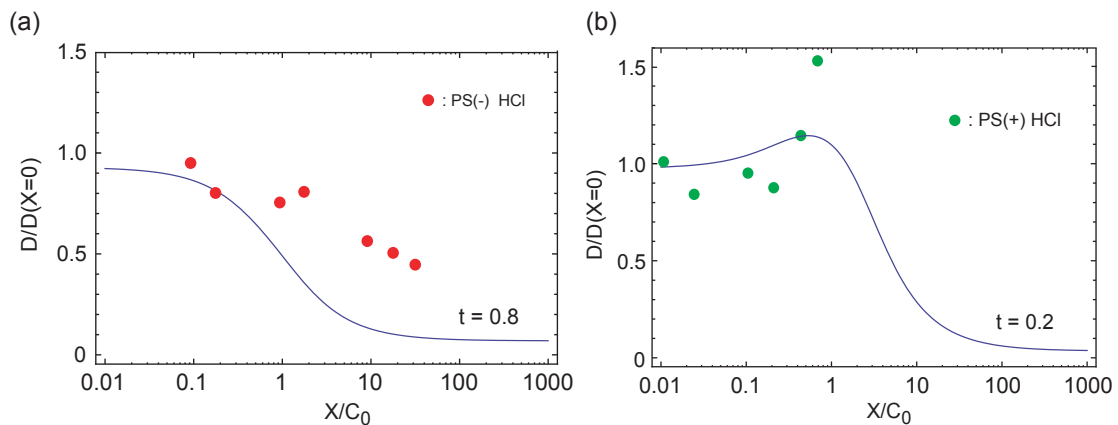 (a)
1.5
1.0
0.5
0
D/D(X=0)
: PS(-) HCl
t = 0.8
0.01 0.1 1 10 100 1000
X/C₀
(b)
1.5
1.0
0.5
0
D/D(X=0)
: PS(+) HCl
t = 0.2
0.01 0.1 1 10 100 1000
X/C₀